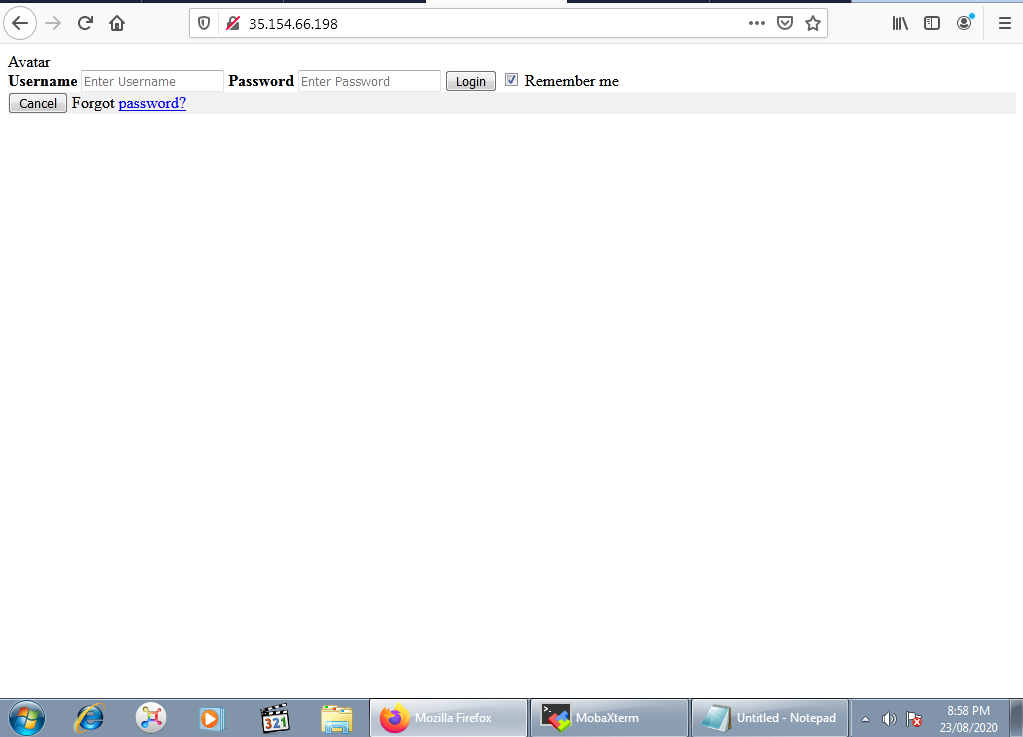 35.154.66.198
Avatar
Username Enter Username Password Enter Password Login Remember me
Cancel Forgot password?
321
Mozilla Firefox MobaXterm Untitled - Notepad 8:58 PM
23/08/2020